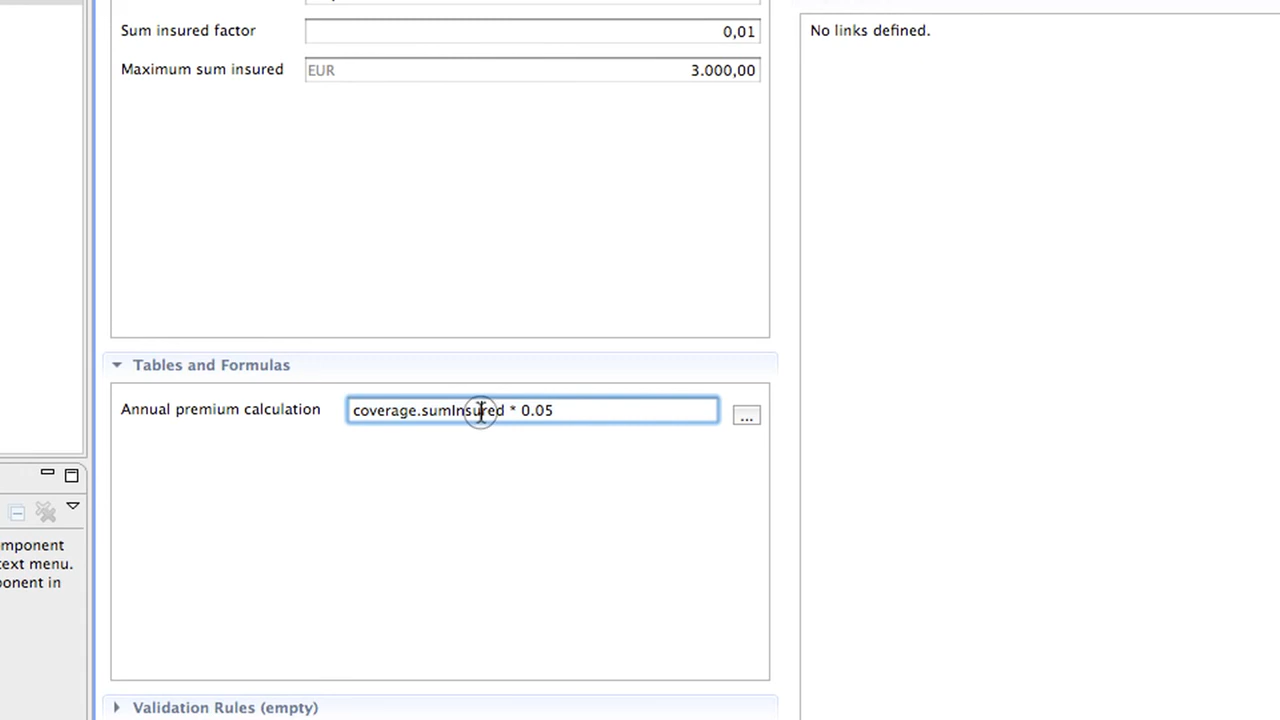 Sum insured factor 0,01
No links defined.
Maximum sum insured EUR 3.000,00
Tables and Formulas
Annual premium calculation coverage.sumInsured * 0.05 ...
mponent
text menu.
ponent in
Validation Rules (empty)